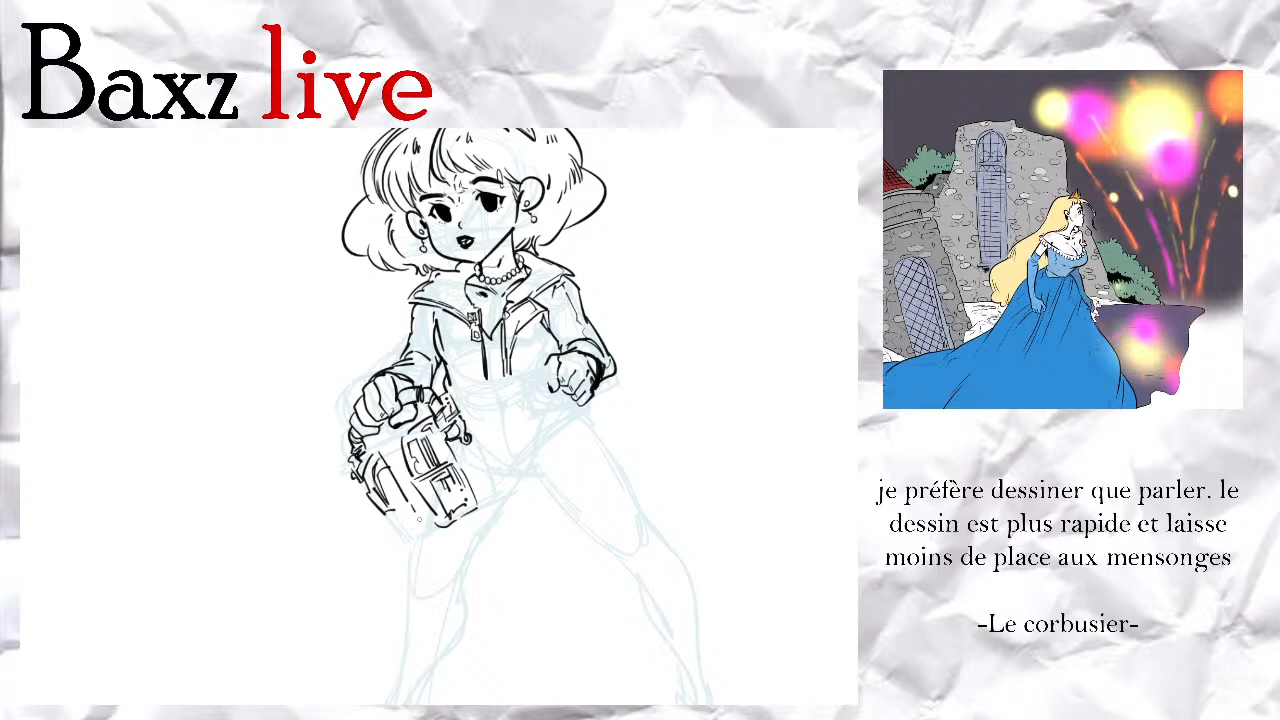 Baxz live
je préfère dessiner que parler. le
dessin est plus rapide et laisse
moins de place aux mensonges
-Le corbusier-